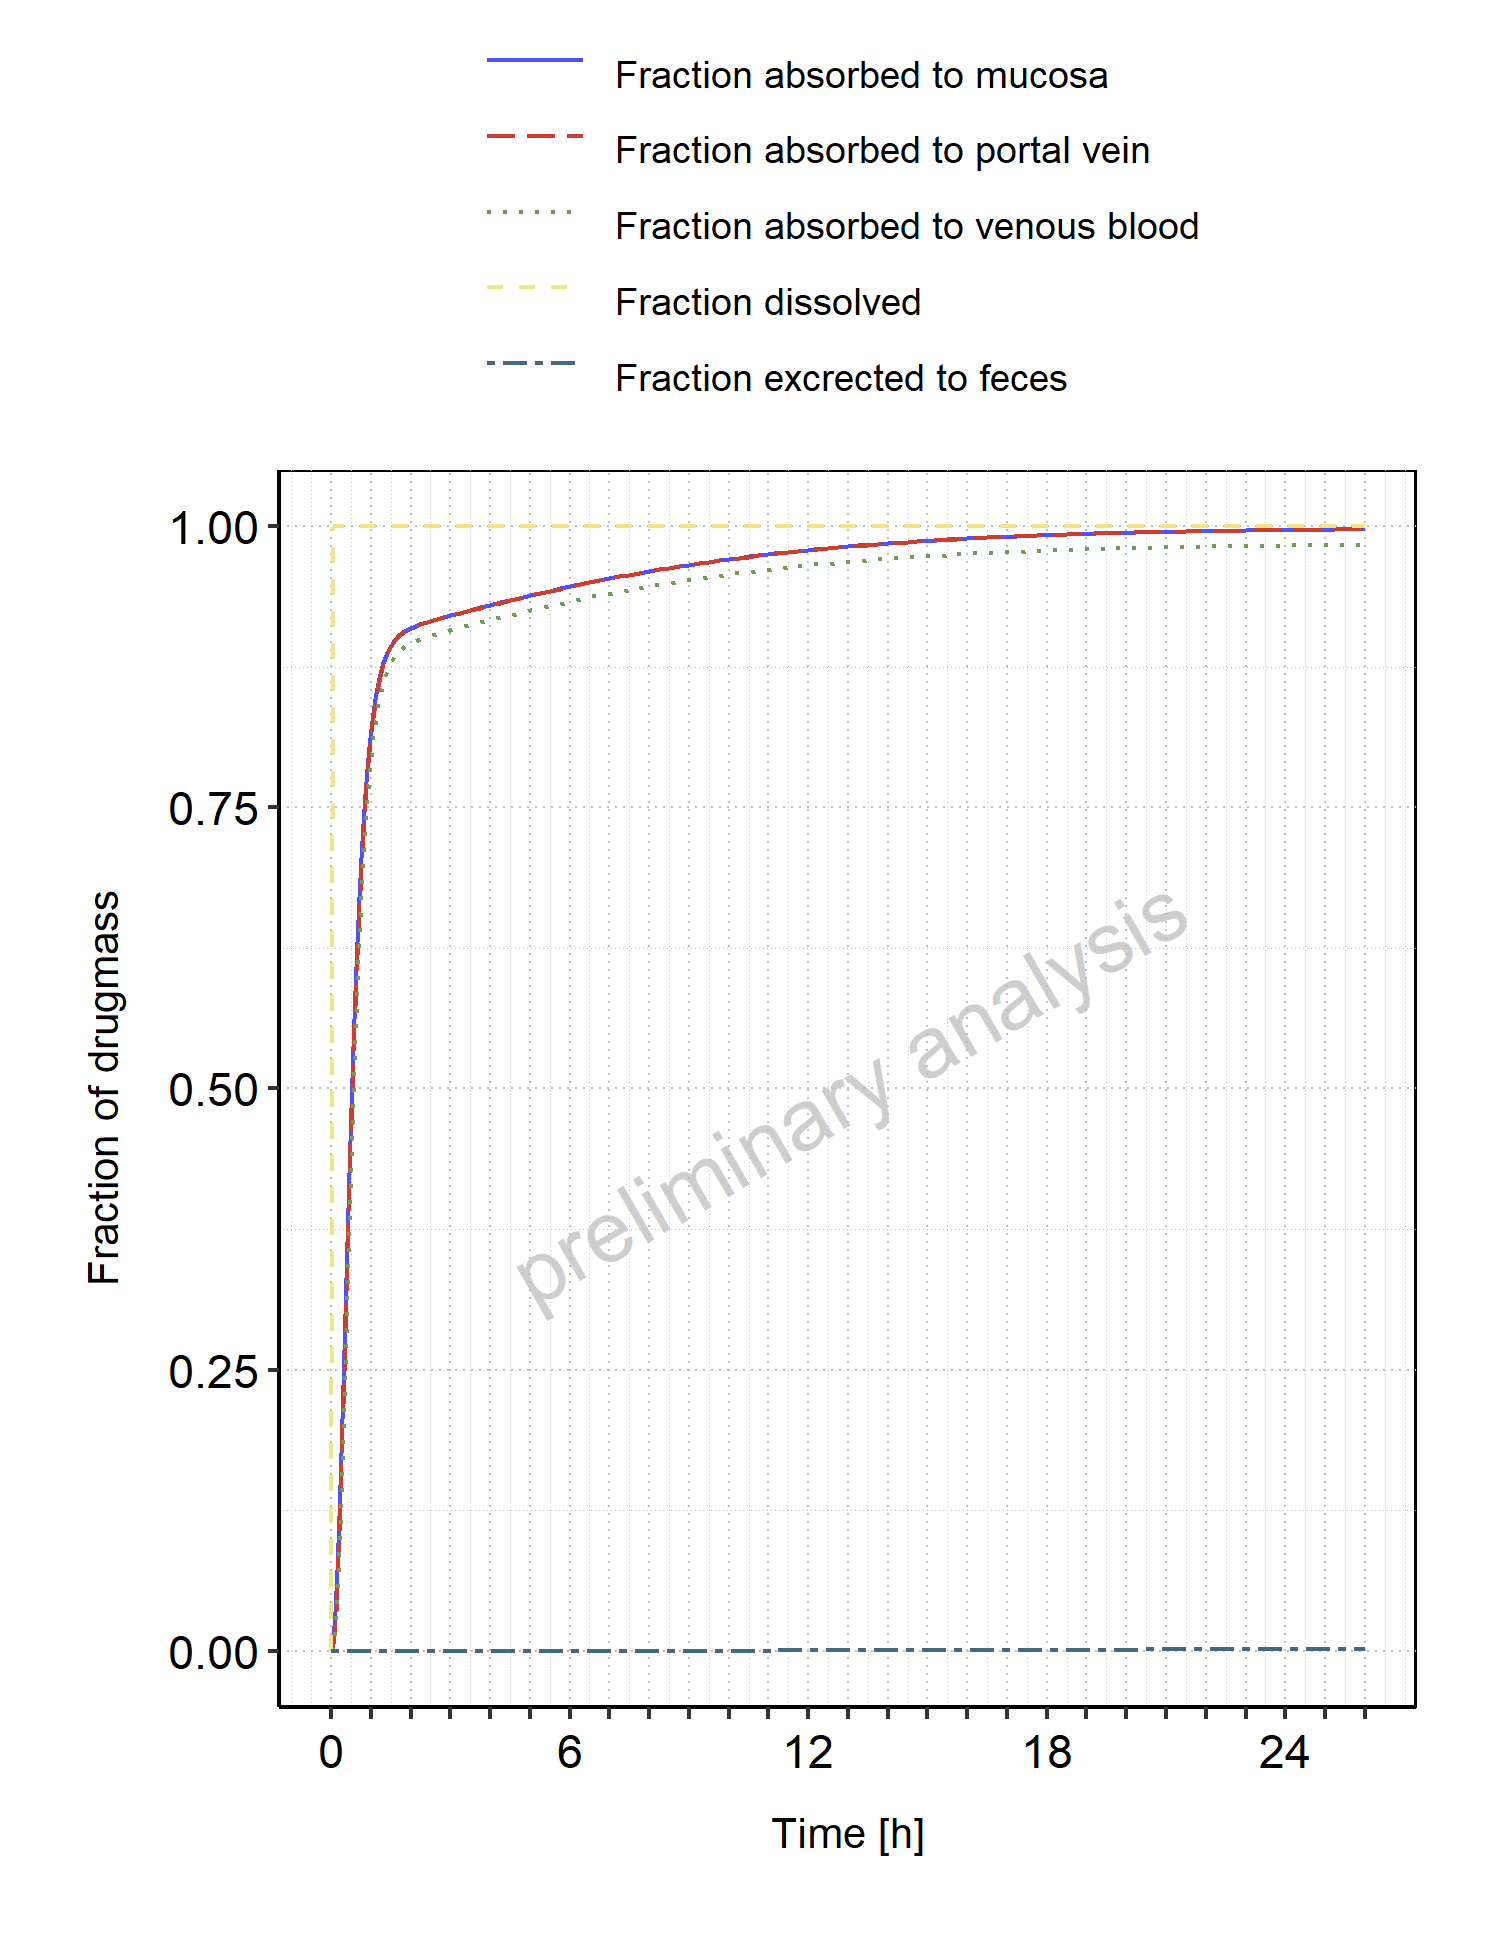 Fraction absorbed to mucosa
Fraction absorbed to portal vein
Fraction absorbed to venous blood
Fraction dissolved
Fraction excrected to feces
1.00
0.75
0.50
0.25
0.00
Fraction of drugmass
preliminary analysis
0 6 12 18 24
Time [h]